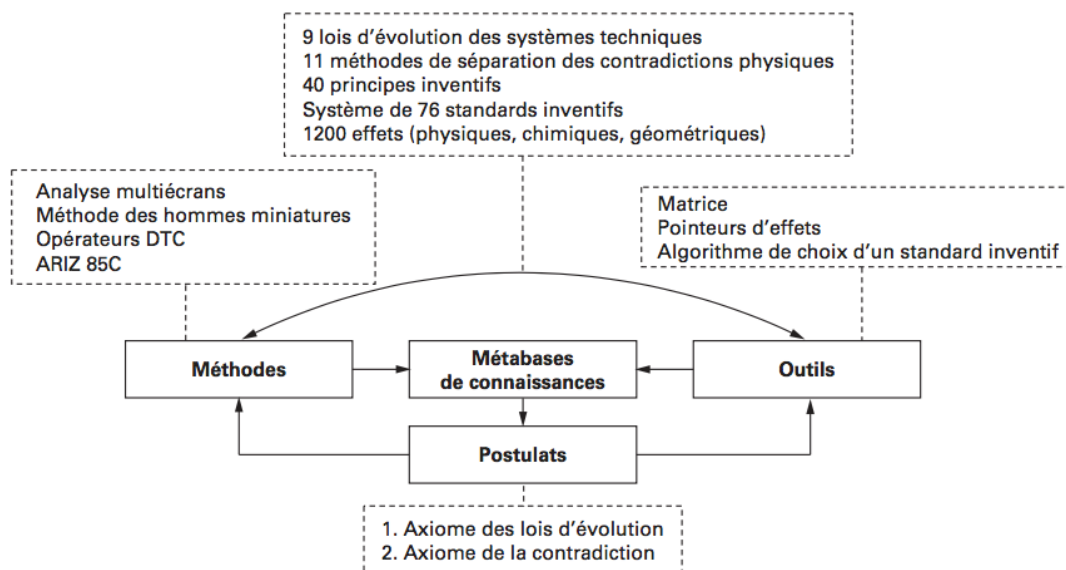 9 lois d'évolution des systèmes techniques
11 méthodes de séparation des contradictions physiques
40 principes inventifs
Système de 76 standards inventifs
1200 effets (physiques, chimiques, géométriques)
Analyse multiécrans
Méthode des hommes miniatures
Opérateurs DTC
ARIZ 85C
Matrice
Pointeurs d'effets
Algorithme de choix d'un standard inventif
Méthodes
Métabases
de connaissances
Outils
Postulats
1. Axiome des lois d'évolution
2. Axiome de la contradiction